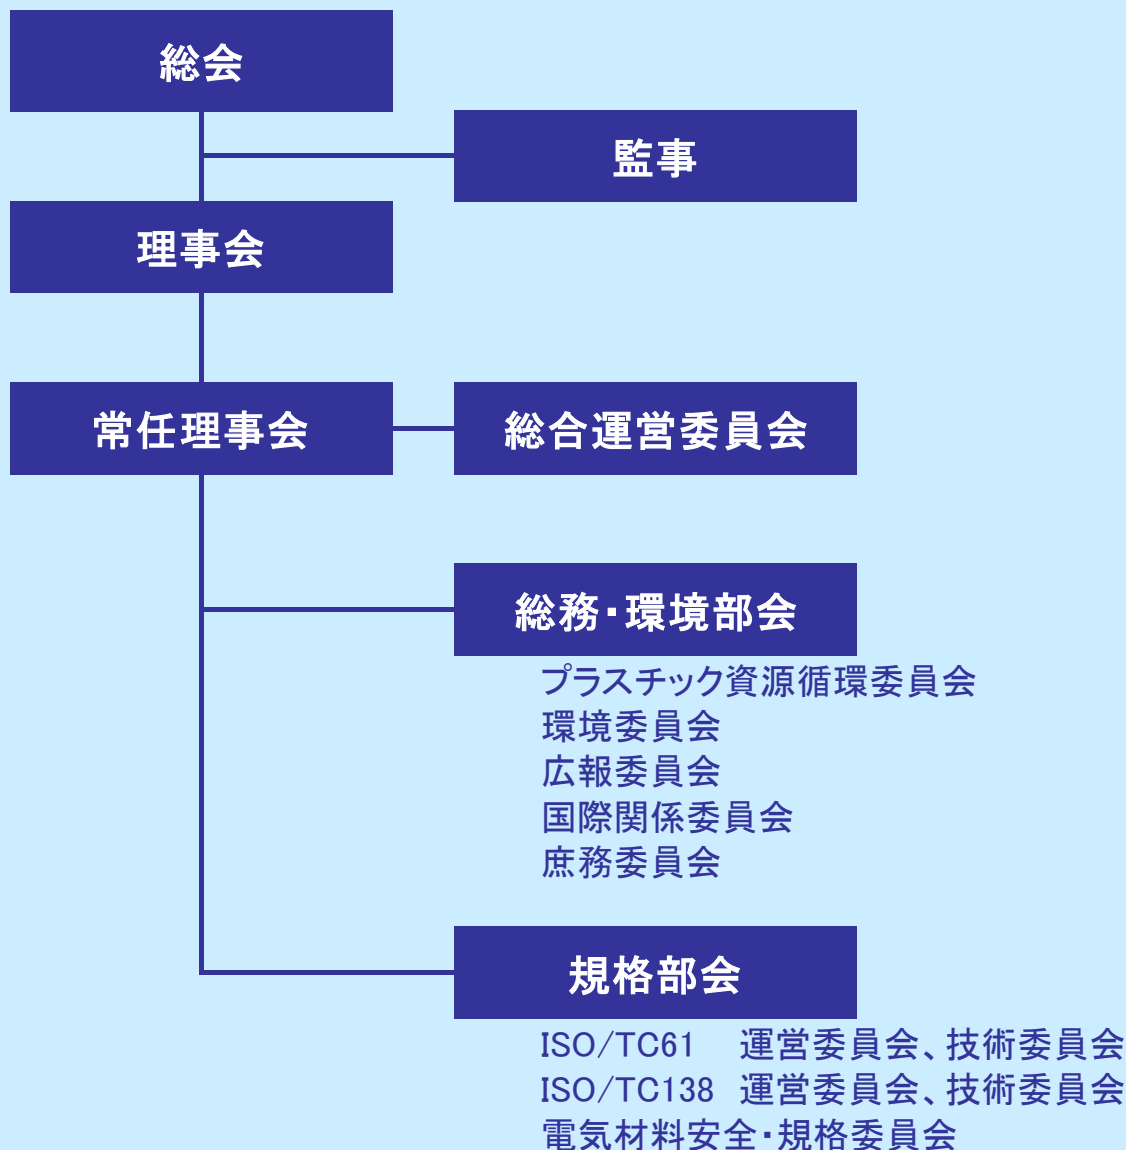 総会
監事
理事会
常任理事会
総合運営委員会
総務・環境部会
プラスチック資源循環委員会
環境委員会
広報委員会
国際関係委員会
庶務委員会
規格部会
ISO/TC61　運営委員会、技術委員会
ISO/TC138　運営委員会、技術委員会
電気材料安全・規格委員会